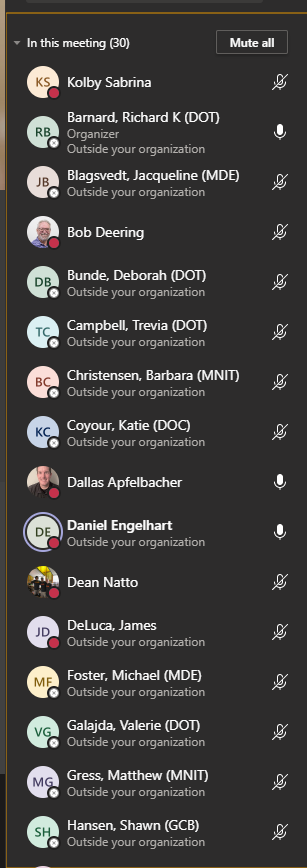 In this meeting (30)
Mute all
KS
Kolby Sabrina
RB
Barnard, Richard K (DOT)
Organizer
Outside your organization
JB
Blagsvedt, Jacqueline (MDE)
Outside your organization
Bob Deering
DB
Bunde, Deborah (DOT)
Outside your organization
TC
Campbell, Trevia (DOT)
Outside your organization
BC
Christensen, Barbara (MNIT)
Outside your organization
KC
Coyour, Katie (DOC)
Outside your organization
Dallas Apfelbacher
DE
Daniel Engelhart
Outside your organization
Dean Natto
JD
DeLuca, James
Outside your organization
MF
Foster, Michael (MDE)
Outside your organization
VG
Galajda, Valerie (DOT)
Outside your organization
MG
Gress, Matthew (MNIT)
Outside your organization
SH
Hansen, Shawn (GCB)
Outside your organization